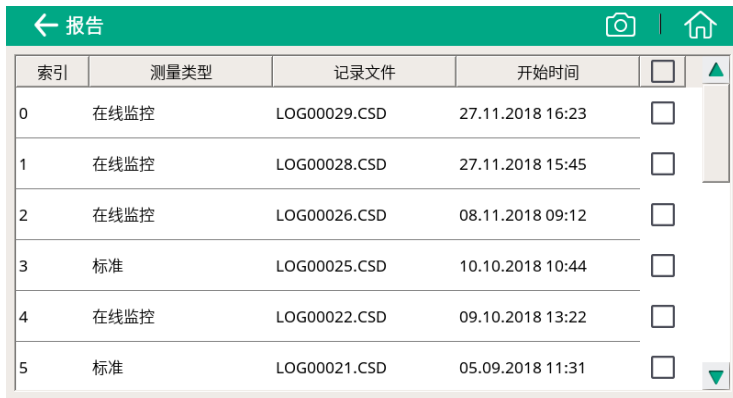 报告
索引 测量类型 记录文件 开始时间
0 在线监控 LOG00029.CSD 27.11.2018 16:23
1 在线监控 LOG00028.CSD 27.11.2018 15:45
2 在线监控 LOG00026.CSD 08.11.2018 09:12
3 标准 LOG00025.CSD 10.10.2018 10:44
4 在线监控 LOG00022.CSD 09.10.2018 13:22
5 标准 LOG00021.CSD 05.09.2018 11:31